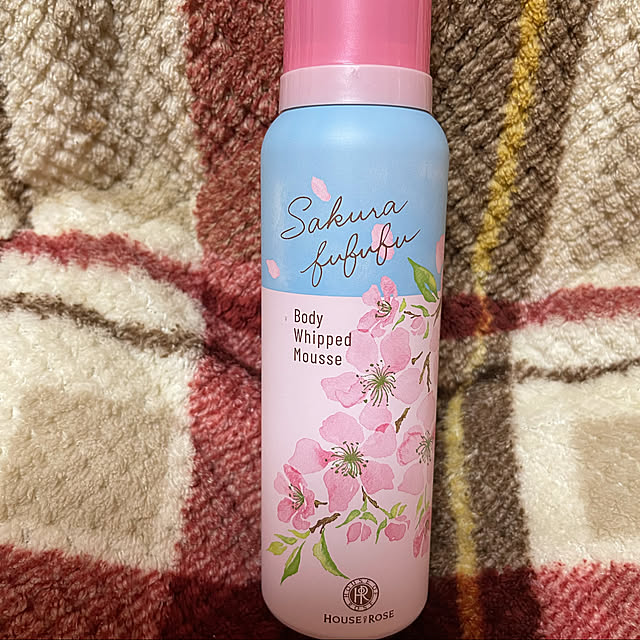 Sakura
fufufu
Body
Whipped
Mousse
HOUSE OF ROSE